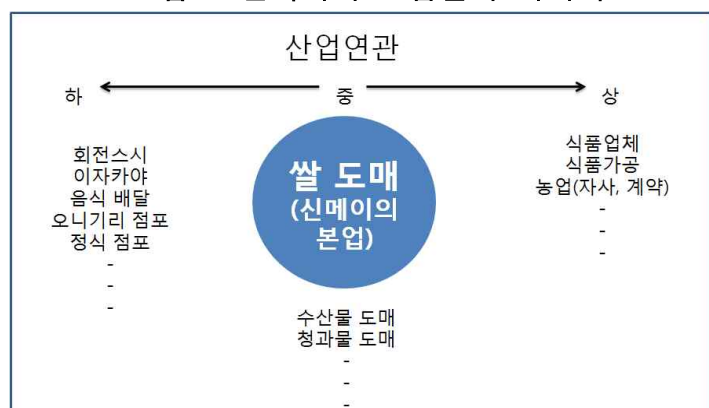 산업연관
하 중 상
회전스시
이자카야
음식 배달
오니기리 점포
정식 점포
-
-
-
쌀 도매
(신메이의
본업)
수산물 도매
청과물 도매
-
-
-
식품업체
식품가공
농업(자사, 계약)
-
-
-